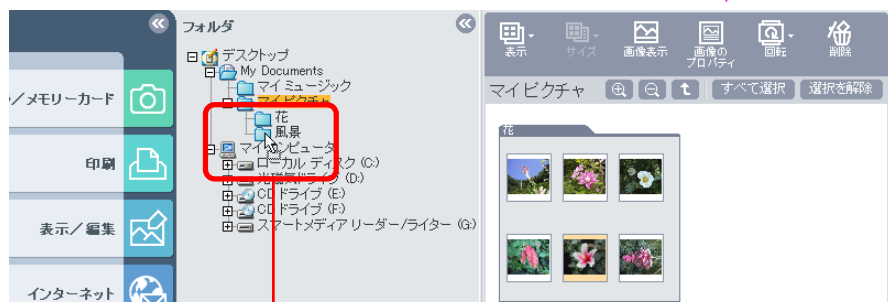 ／メモリーカード
印刷
表示／編集
インターネット
フォルダ
デスクトップ
My Documents
マイ ミュージック
マイ ピクチャ
花
風景
マイ コンピュータ
ローカル ディスク (C:)
光磁気ドライブ (D:)
CD ドライブ (E:)
CD ドライブ (F:)
スマートメディア リーダー/ライター (G:)
表示
サイズ
画像表示
画像の
プロパティ
回転
削除
マイ ピクチャ
すべて選択
選択を解除
花